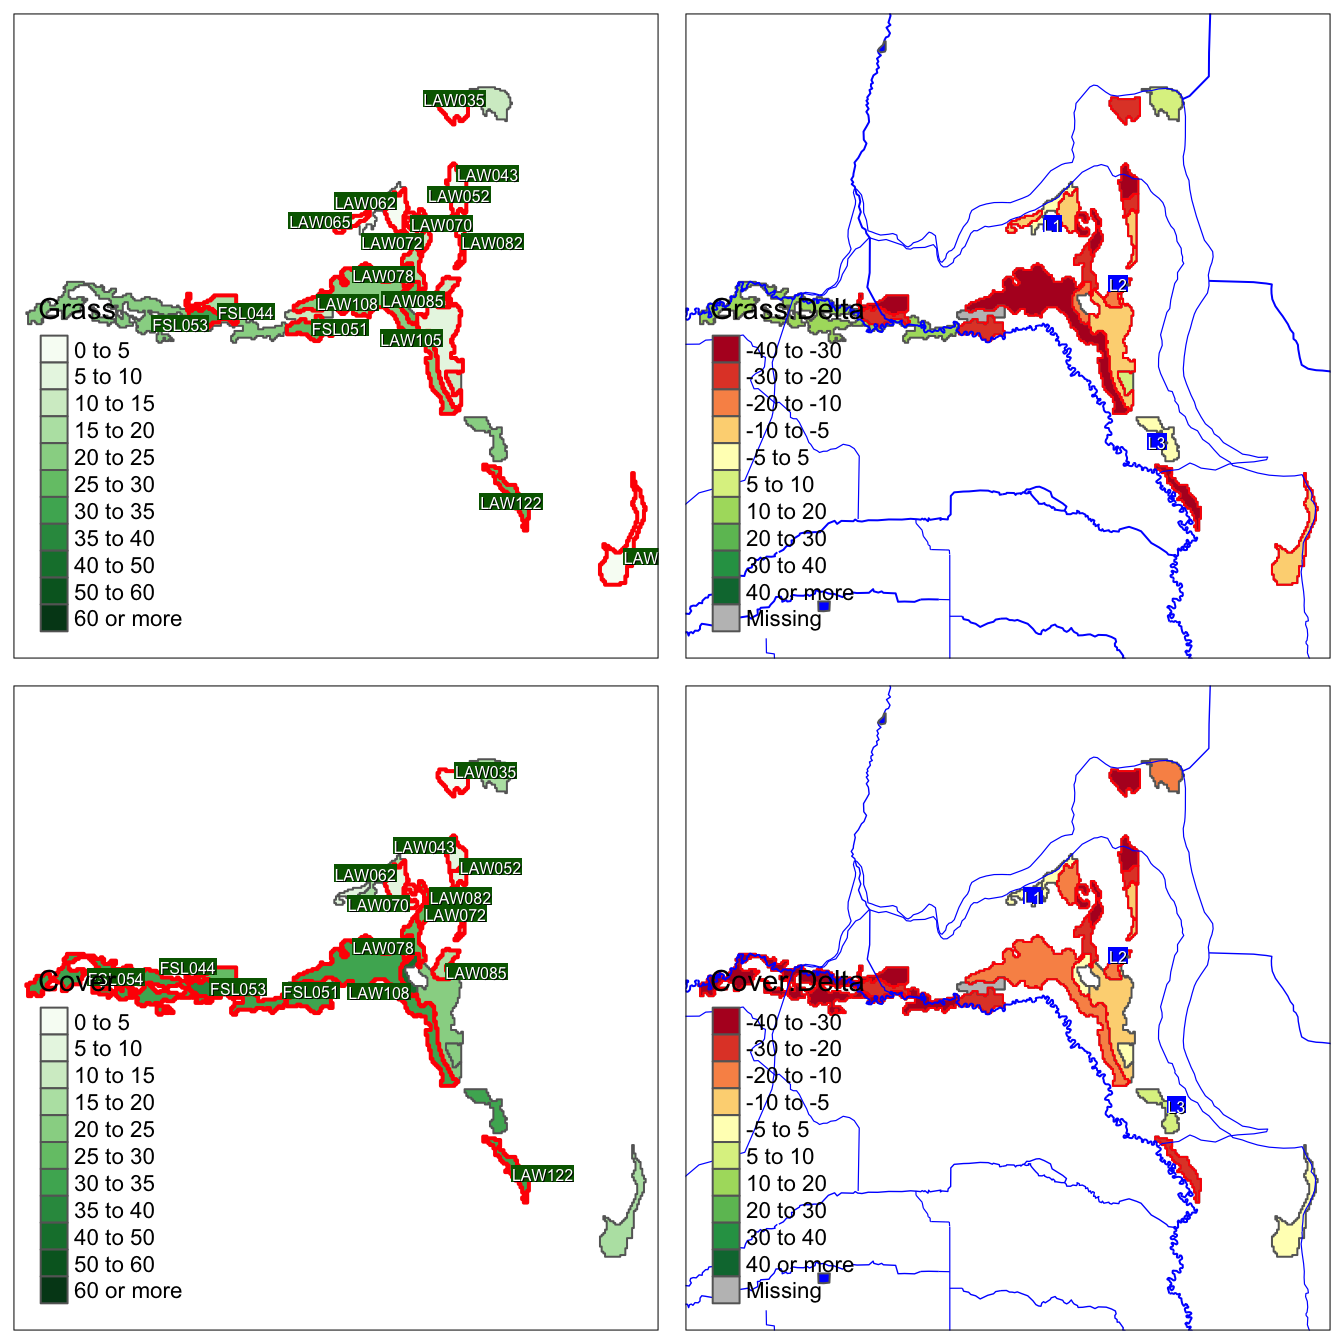 LAW035
LAW043
LAW052
LAW062
LAW065
LAW070
LAW072
LAW082
LAW078
LAW108
LAW085
FSL044
FSL053
FSL051
LAW105
LAW122
LAW
Grass
0 to 5
5 to 10
10 to 15
15 to 20
20 to 25
25 to 30
30 to 35
35 to 40
40 to 50
50 to 60
60 or more
L1
L2
L3
Grass.Delta
-40 to -30
-30 to -20
-20 to -10
-10 to -5
-5 to 5
5 to 10
10 to 20
20 to 30
30 to 40
40 or more
Missing
LAW035
LAW043
LAW052
LAW062
LAW082
LAW070
LAW072
LAW078
FSL044
LAW085
FSL054
FSL053
FSL051
LAW108
LAW122
Cover
0 to 5
5 to 10
10 to 15
15 to 20
20 to 25
25 to 30
30 to 35
35 to 40
40 to 50
50 to 60
60 or more
L1
L2
L3
Cover.Delta
-40 to -30
-30 to -20
-20 to -10
-10 to -5
-5 to 5
5 to 10
10 to 20
20 to 30
30 to 40
40 or more
Missing